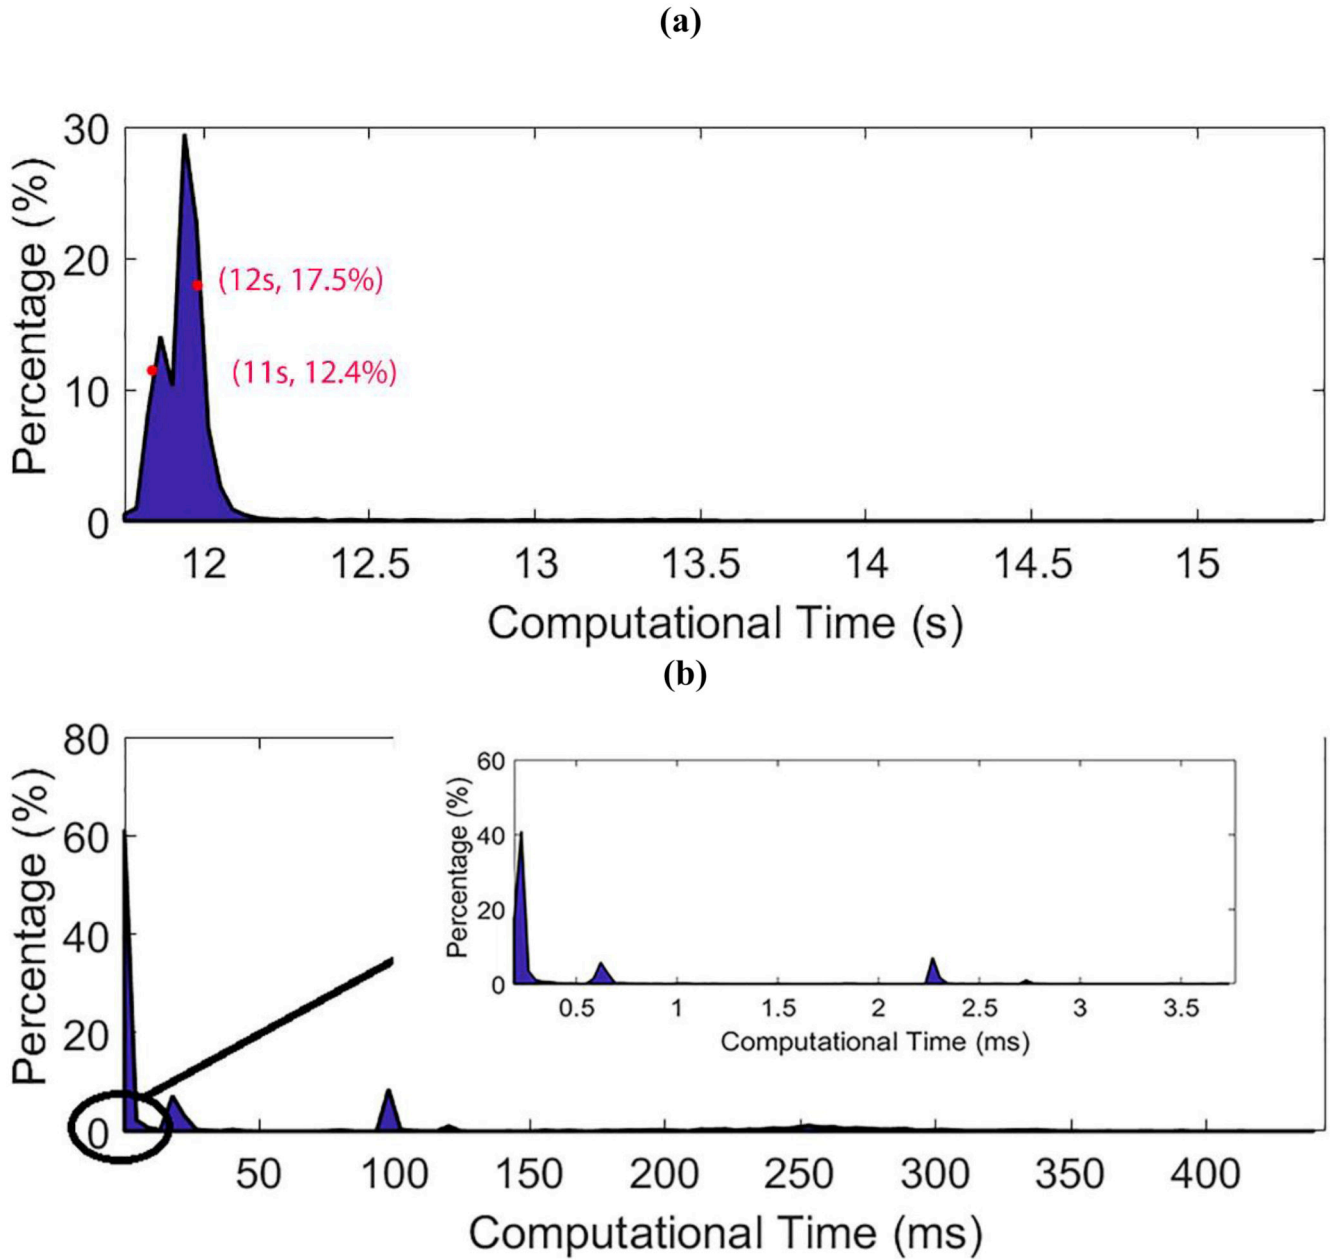 (a)
30
20
10
0
Percentage (%)
(12s, 17.5%)
(11s, 12.4%)
12 12.5 13 13.5 14 14.5 15
Computational Time (s)
(b)
80
60
40
20
0
Percentage (%)
60
40
20
0
Percentage (%)
0.5 1 1.5 2 2.5 3 3.5
Computational Time (ms)
50 100 150 200 250 300 350 400
Computational Time (ms)